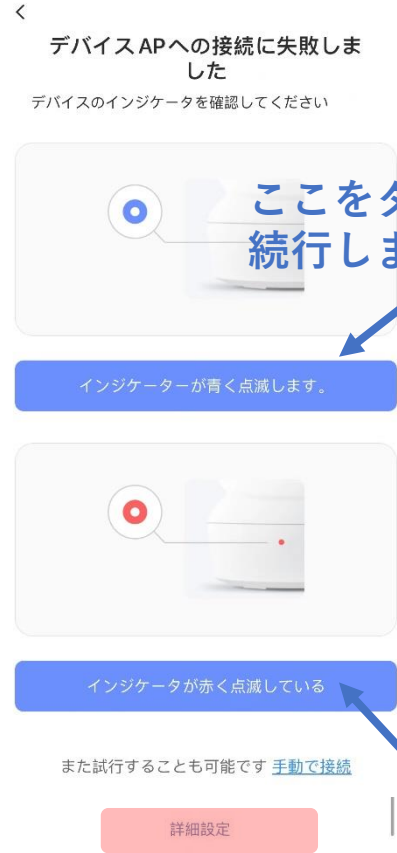 デバイスAPへの接続に失敗しま
した
デバイスのインジケータを確認してください
ここをタ
続行しま
インジケーターが青く点滅します。
インジケータが赤く点滅している
また試行することも可能です 手動で接続
詳細設定